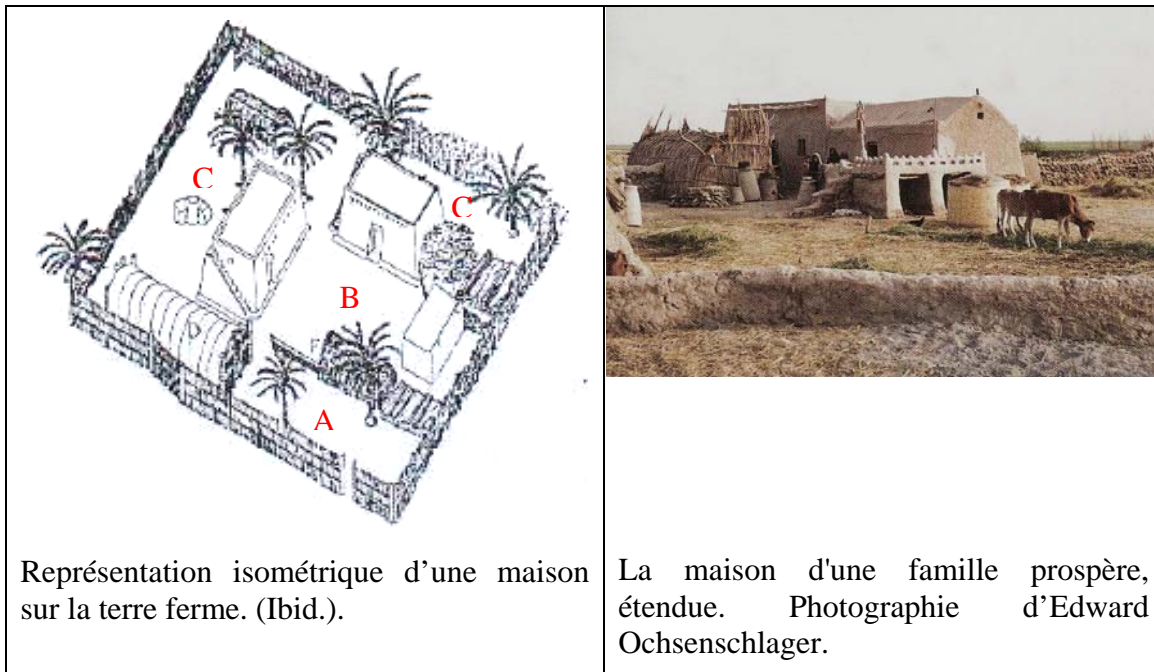 C
C
B
A
Représentation isométrique d’une maison
sur la terre ferme. (Ibid.).
La maison d'une famille prospère,
étendue. Photographie d’Edward
Ochsenschlager.